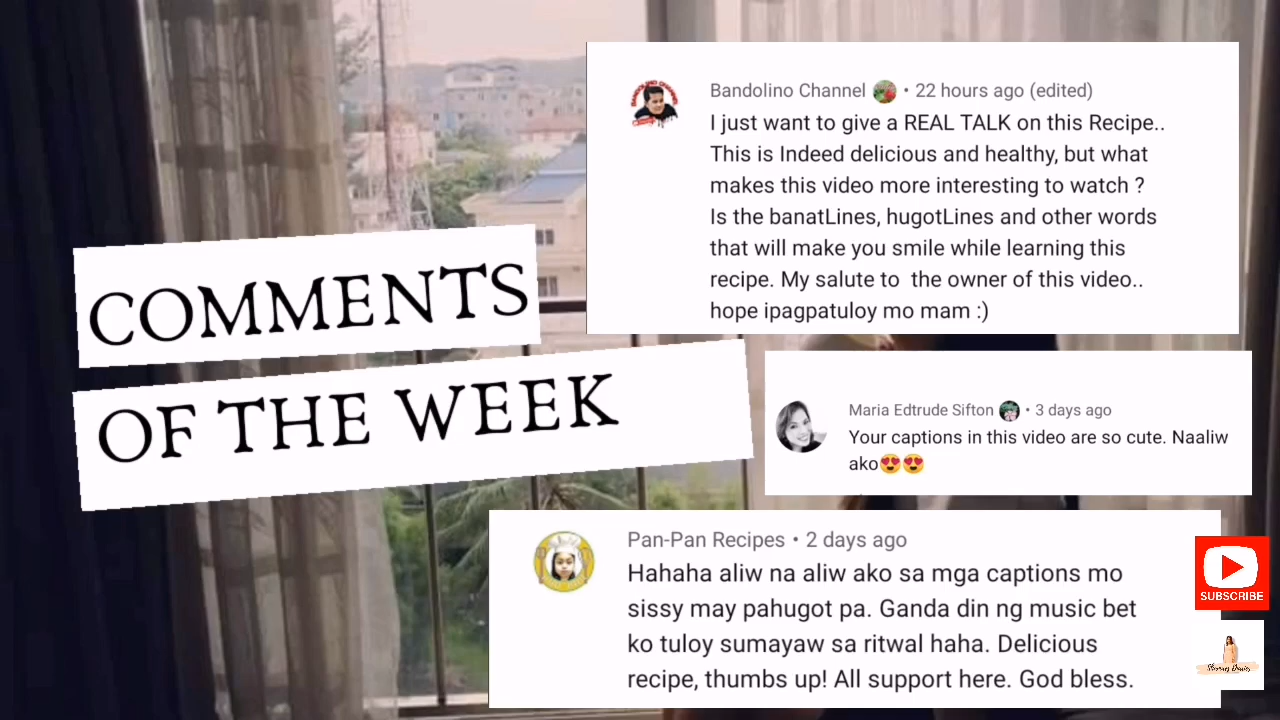 COMMENTS
OF THE WEEK
Bandolino Channel • 22 hours ago (edited)
I just want to give a REAL TALK on this Recipe..
This is Indeed delicious and healthy, but what
makes this video more interesting to watch ?
Is the banatLines, hugotLines and other words
that will make you smile while learning this
recipe. My salute to  the owner of this video..
hope ipagpatuloy mo mam :)
Maria Edtrude Sifton • 3 days ago
Your captions in this video are so cute. Naaliw
ako😍😍
Pan-Pan Recipes • 2 days ago
Hahaha aliw na aliw ako sa mga captions mo
sissy may pahugot pa. Ganda din ng music bet
ko tuloy sumayaw sa ritwal haha. Delicious
recipe, thumbs up! All support here. God bless.
SUBSCRIBE